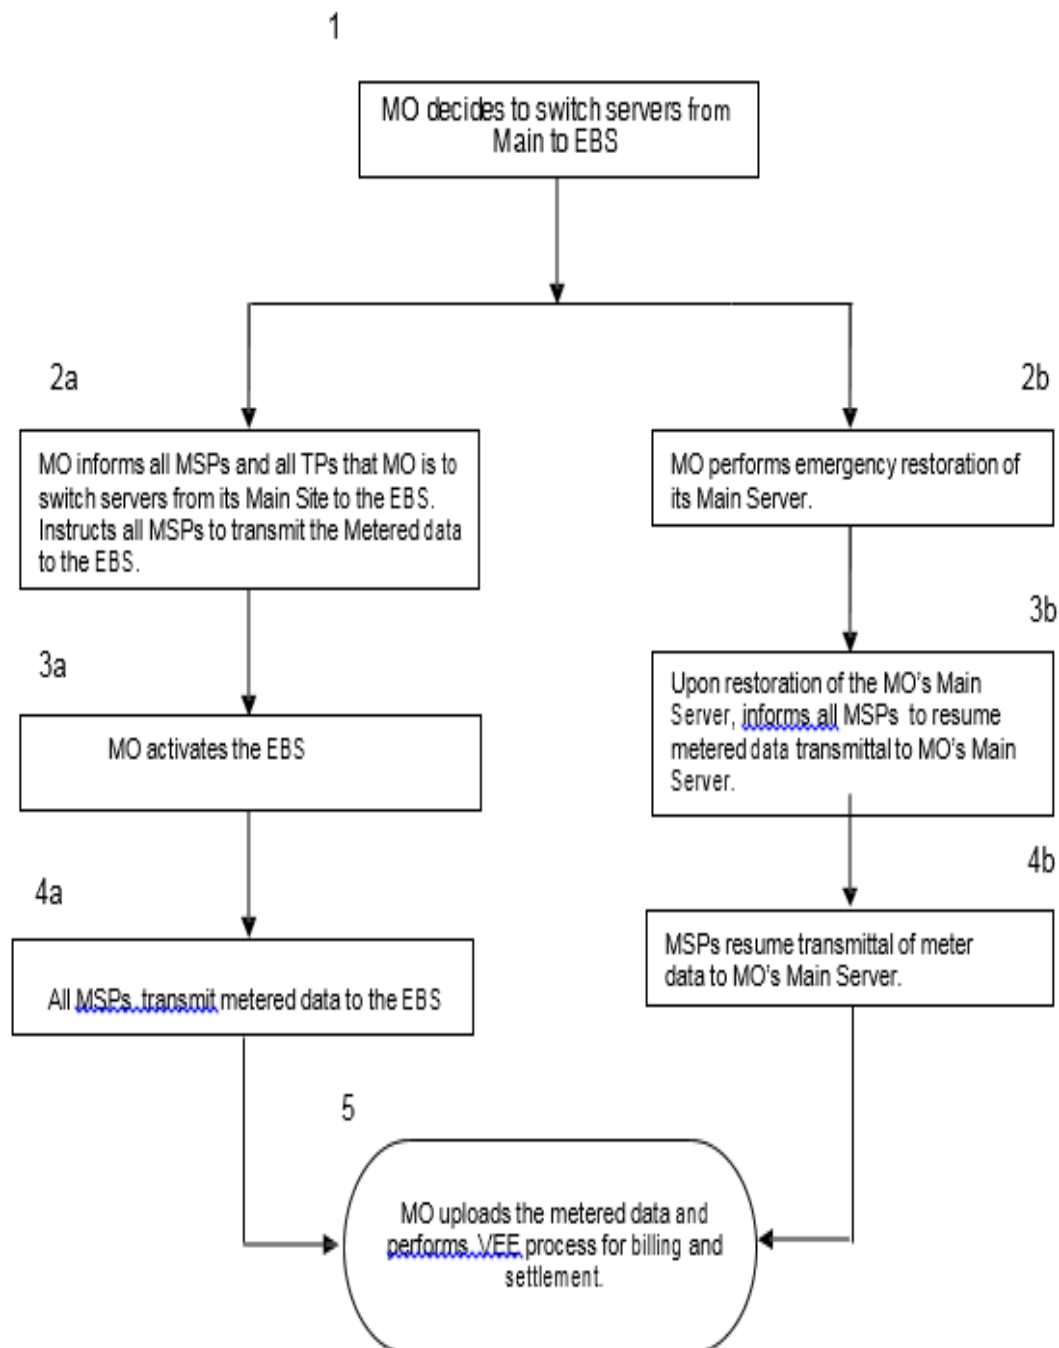 1
MO decides to switch servers from
Main to EBS
2a
2b
MO informs all MSPs and all TPs that MO is to
switch servers from its Main Site to the EBS.
Instructs all MSPs to transmit the Metered data
to the EBS.
MO performs emergency restoration of
its Main Server.
3a
3b
MO activates the EBS
Upon restoration of the MO's Main
Server, informs all MSPs to resume
metered data transmittal to MO's Main
Server.
4a
4b
All MSPs transmit metered data to the EBS
MSPs resume transmittal of meter
data to MO's Main Server.
5
MO uploads the metered data and
performs VEE process for billing and
settlement.